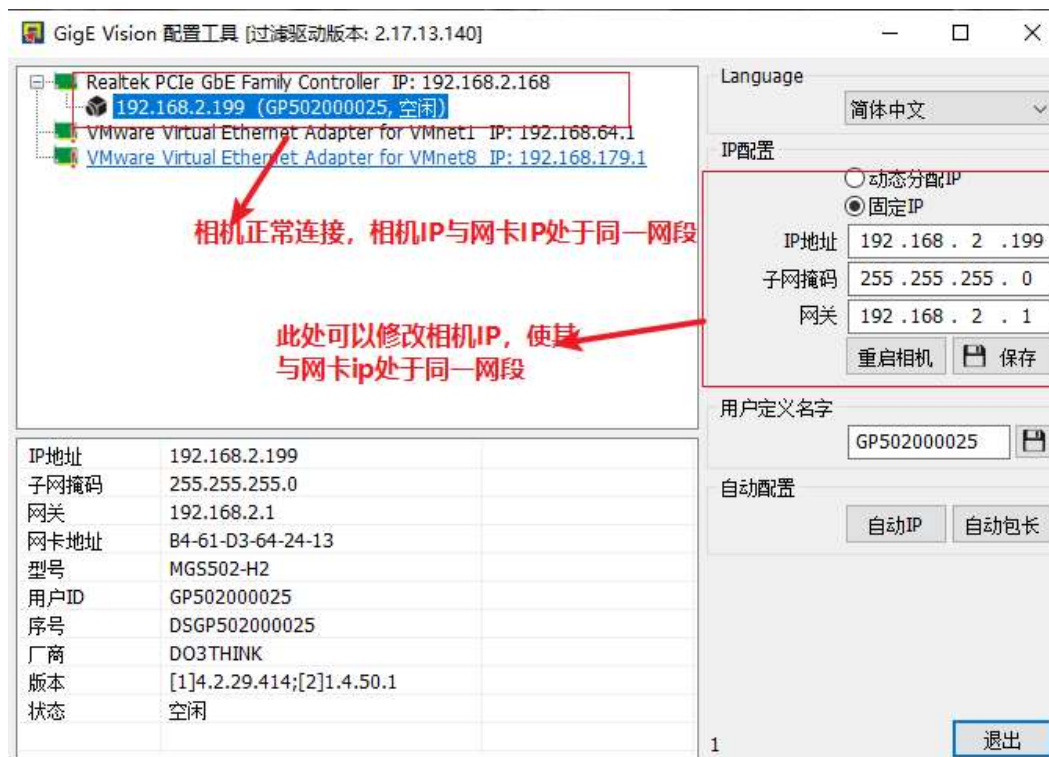 GigE Vision 配置工具 [过滤驱动版本: 2.17.13.140]
Realtek PCIe GbE Family Controller IP: 192.168.2.168
192.168.2.199 (GP502000025, 空闲)
VMware Virtual Ethernet Adapter for VMnet1 IP: 192.168.64.1
VMware Virtual Ethernet Adapter for VMnet8 IP: 192.168.179.1
相机正常连接，相机IP与网卡IP处于同一网段
此处可以修改相机IP，使其
与网卡ip处于同一网段
Language
简体中文
IP配置
动态分配IP
固定IP
IP地址 192 .168 . 2 .199
子网掩码 255 .255 .255 . 0
网关 192 .168 . 2 . 1
重启相机 保存
用户定义名字
GP502000025
自动配置
自动IP 自动包长
IP地址 192.168.2.199
子网掩码 255.255.255.0
网关 192.168.2.1
网卡地址 B4-61-D3-64-24-13
型号 MGS502-H2
用户ID GP502000025
序号 DSGP502000025
厂商 DO3THINK
版本 [1]4.2.29.414;[2]1.4.50.1
状态 空闲
1
退出